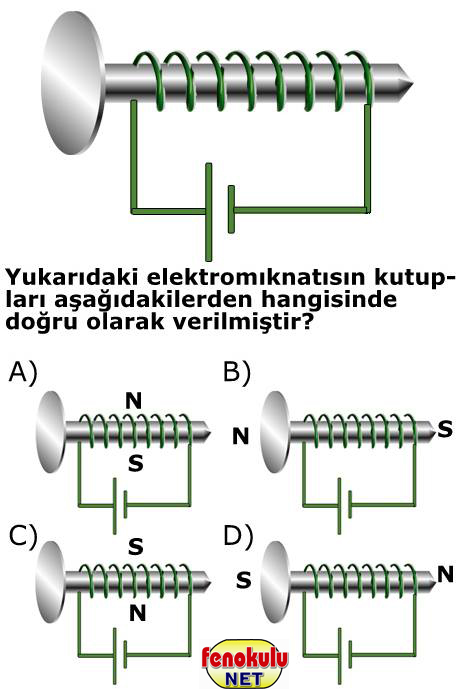 Yukarıdaki elektromıknatısın kutup-
ları aşağıdakilerden hangisinde
doğru olarak verilmiştir?
A)
N
S
B)
N
S
C)
S
N
D)
S
N
fenokulu
NET